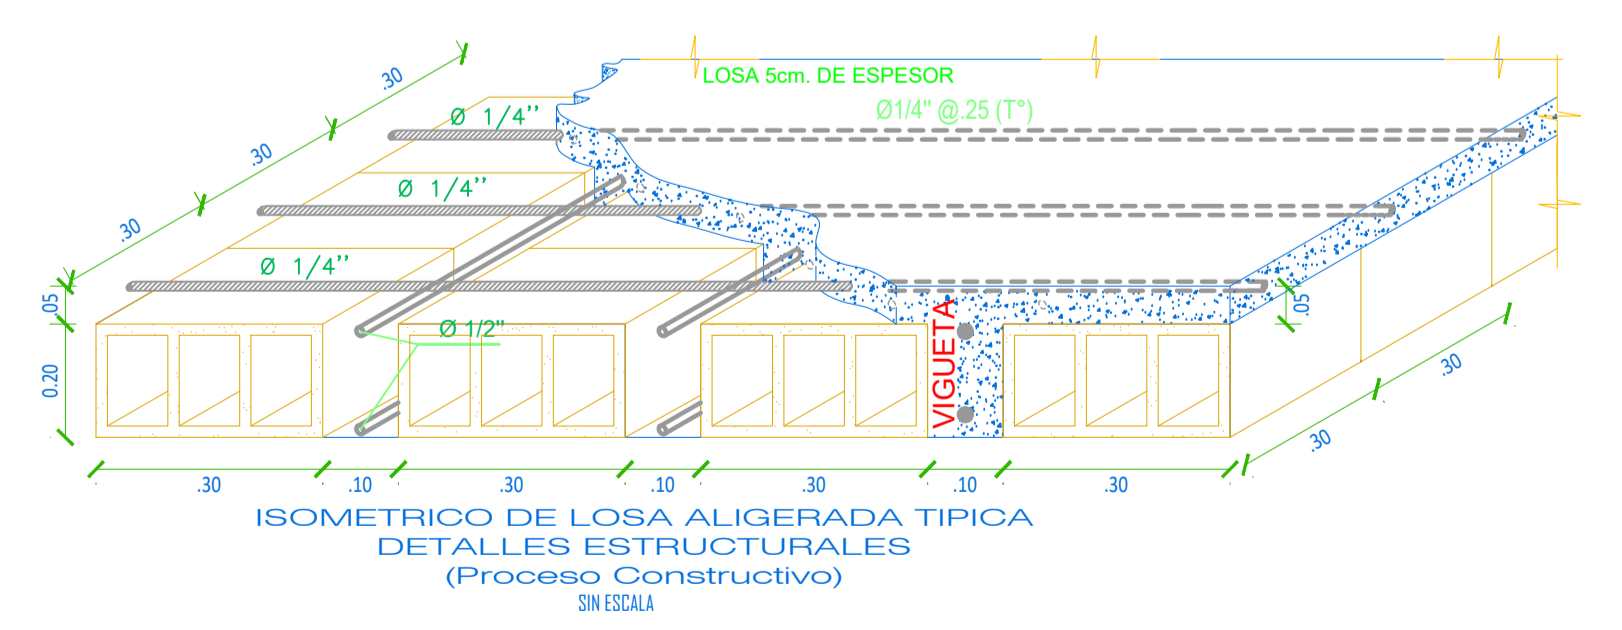 LOSA 5cm. DE ESPESOR
Ø1/4" @.25 (T°)
.30
Ø 1/4’’
.30
Ø 1/4’’
.30
Ø 1/4’’
.05
.05
Ø 1/2"
VIGUETA
0.20
.30
.30
.30
.10
.30
.10
.30
.10
.30
ISOMETRICO DE LOSA ALIGERADA TIPICA
DETALLES ESTRUCTURALES
(Proceso Constructivo)
SIN ESCALA